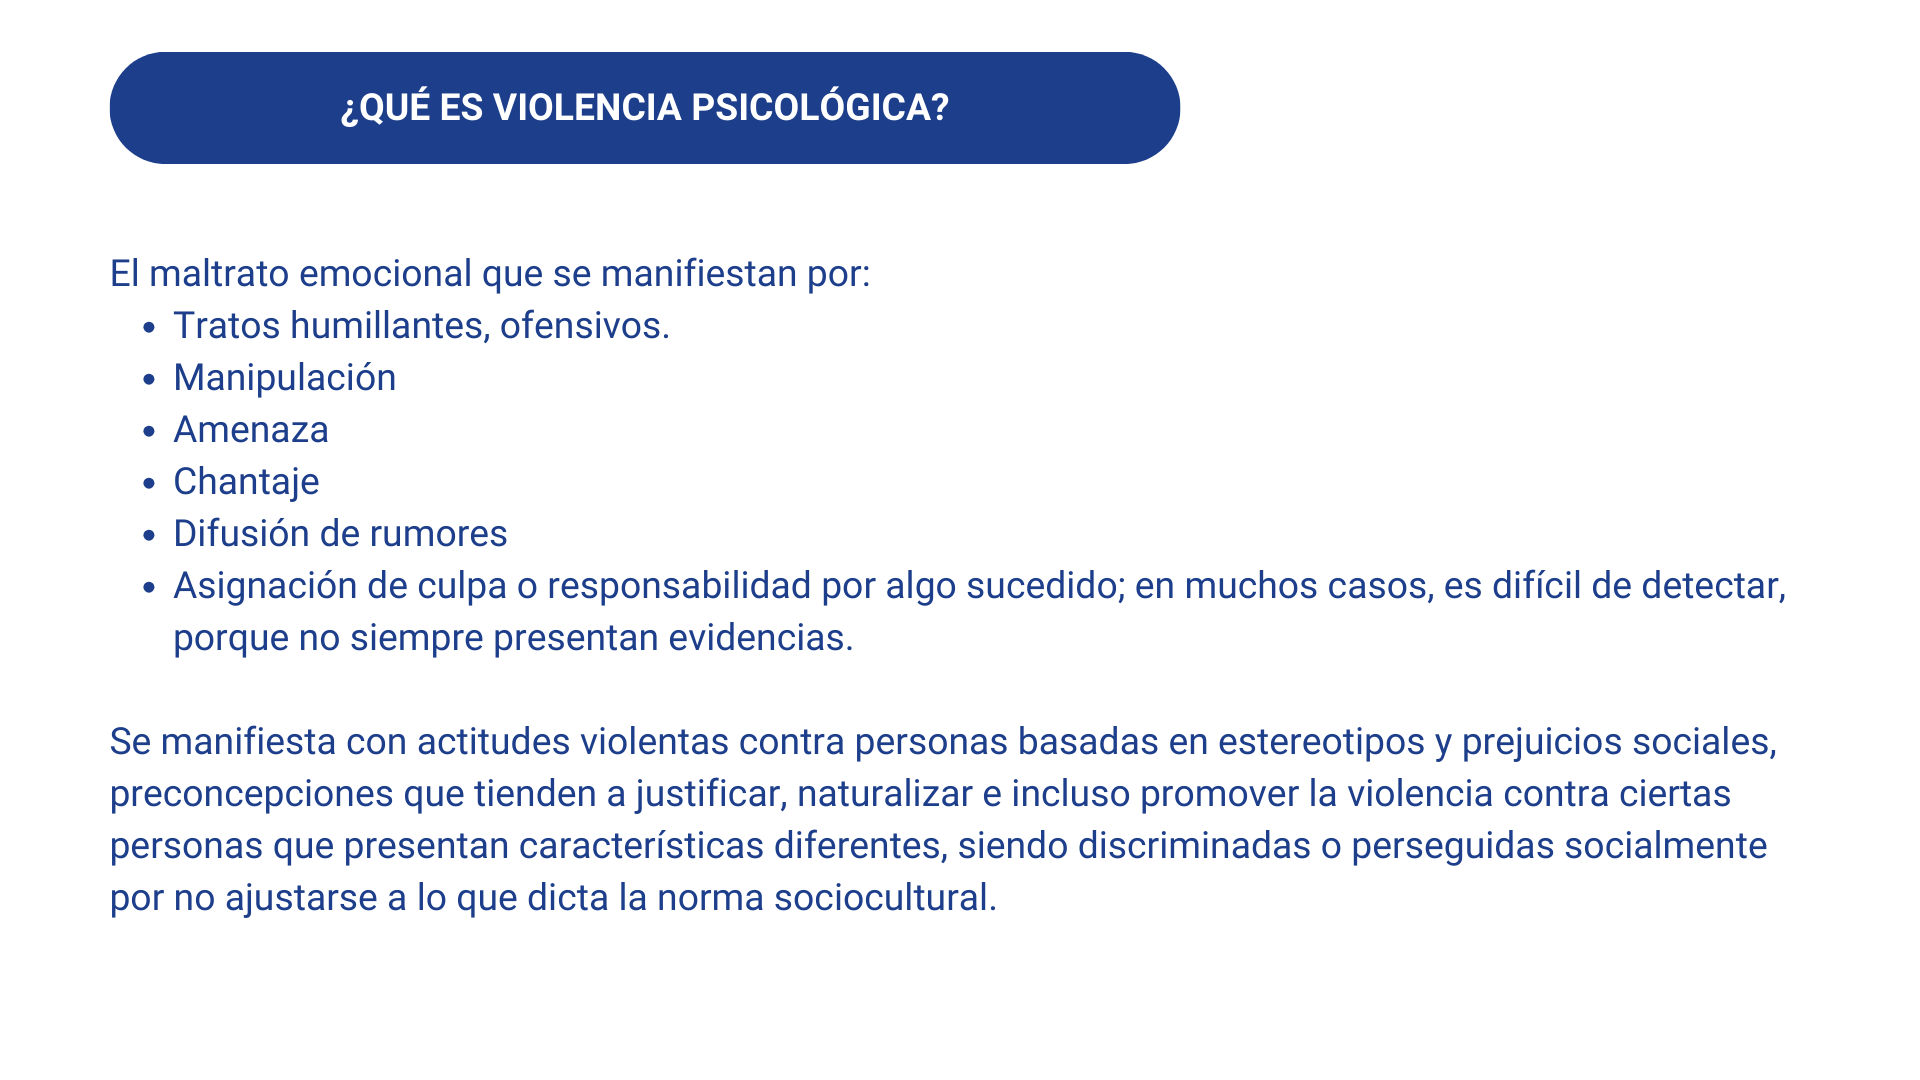 ¿QUÉ ES VIOLENCIA PSICOLÓGICA?
El maltrato emocional que se manifiestan por:
• Tratos humillantes, ofensivos.
• Manipulación
• Amenaza
• Chantaje
• Difusión de rumores
• Asignación de culpa o responsabilidad por algo sucedido; en muchos casos, es difícil de detectar,
porque no siempre presentan evidencias.
Se manifiesta con actitudes violentas contra personas basadas en estereotipos y prejuicios sociales,
preconcepciones que tienden a justificar, naturalizar e incluso promover la violencia contra ciertas
personas que presentan características diferentes, siendo discriminadas o perseguidas socialmente
por no ajustarse a lo que dicta la norma sociocultural.